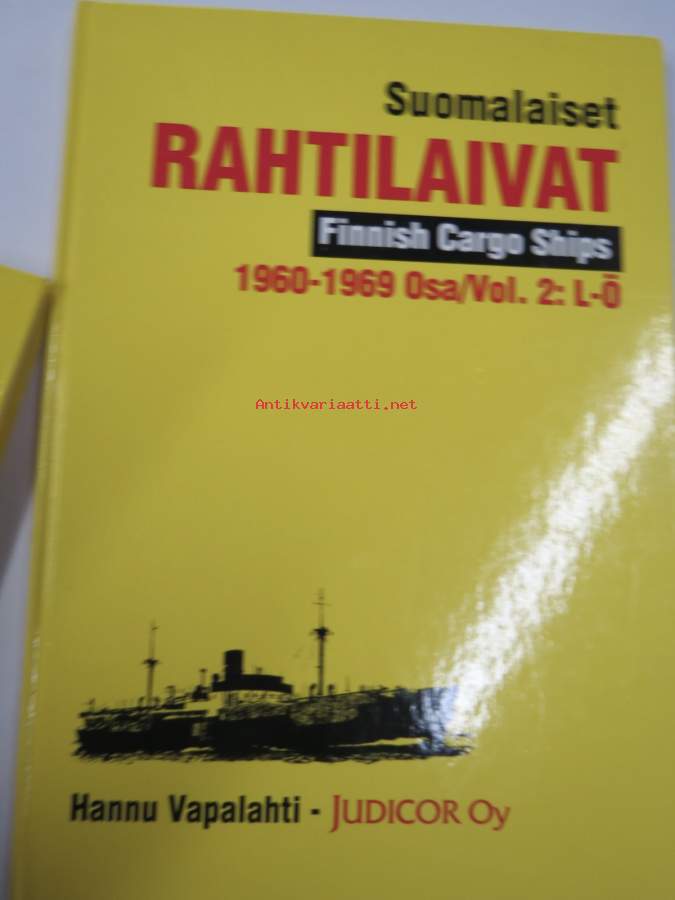 Suomalaiset
RAHTILAIVAT
Finnish Cargo Ships
1960-1969 Osa/Vol. 2: L-Ö
Antikvariaatti.net
Hannu Vapalahti - JUDICOR OY